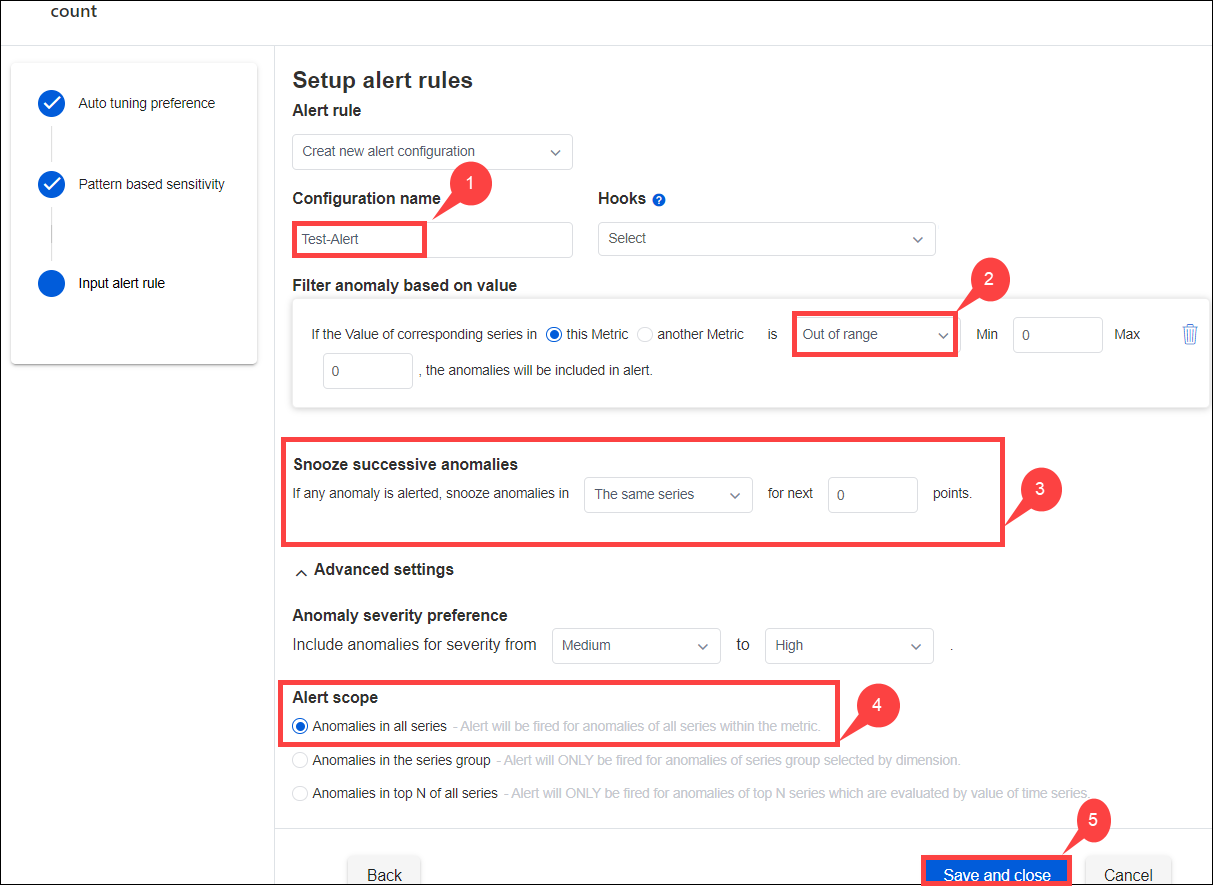 count
Auto tuning preference
Pattern based sensitivity
Input alert rule
Setup alert rules
Alert rule
Creat new alert configuration
1
Configuration name
Hooks ?
Test-Alert
Select
2
Filter anomaly based on value
If the Value of corresponding series in this Metric another Metric is Out of range Min 0 Max
0 , the anomalies will be included in alert.
Snooze successive anomalies
If any anomaly is alerted, snooze anomalies in The same series for next 0 points.
3
Advanced settings
Anomaly severity preference
Include anomalies for severity from Medium to High .
Alert scope
4
Anomalies in all series - Alert will be fired for anomalies of all series within the metric.
Anomalies in the series group - Alert will ONLY be fired for anomalies of series group selected by dimension.
Anomalies in top N of all series - Alert will ONLY be fired for anomalies of top N series which are evaluated by value of time series.
5
Back Save and close Cancel